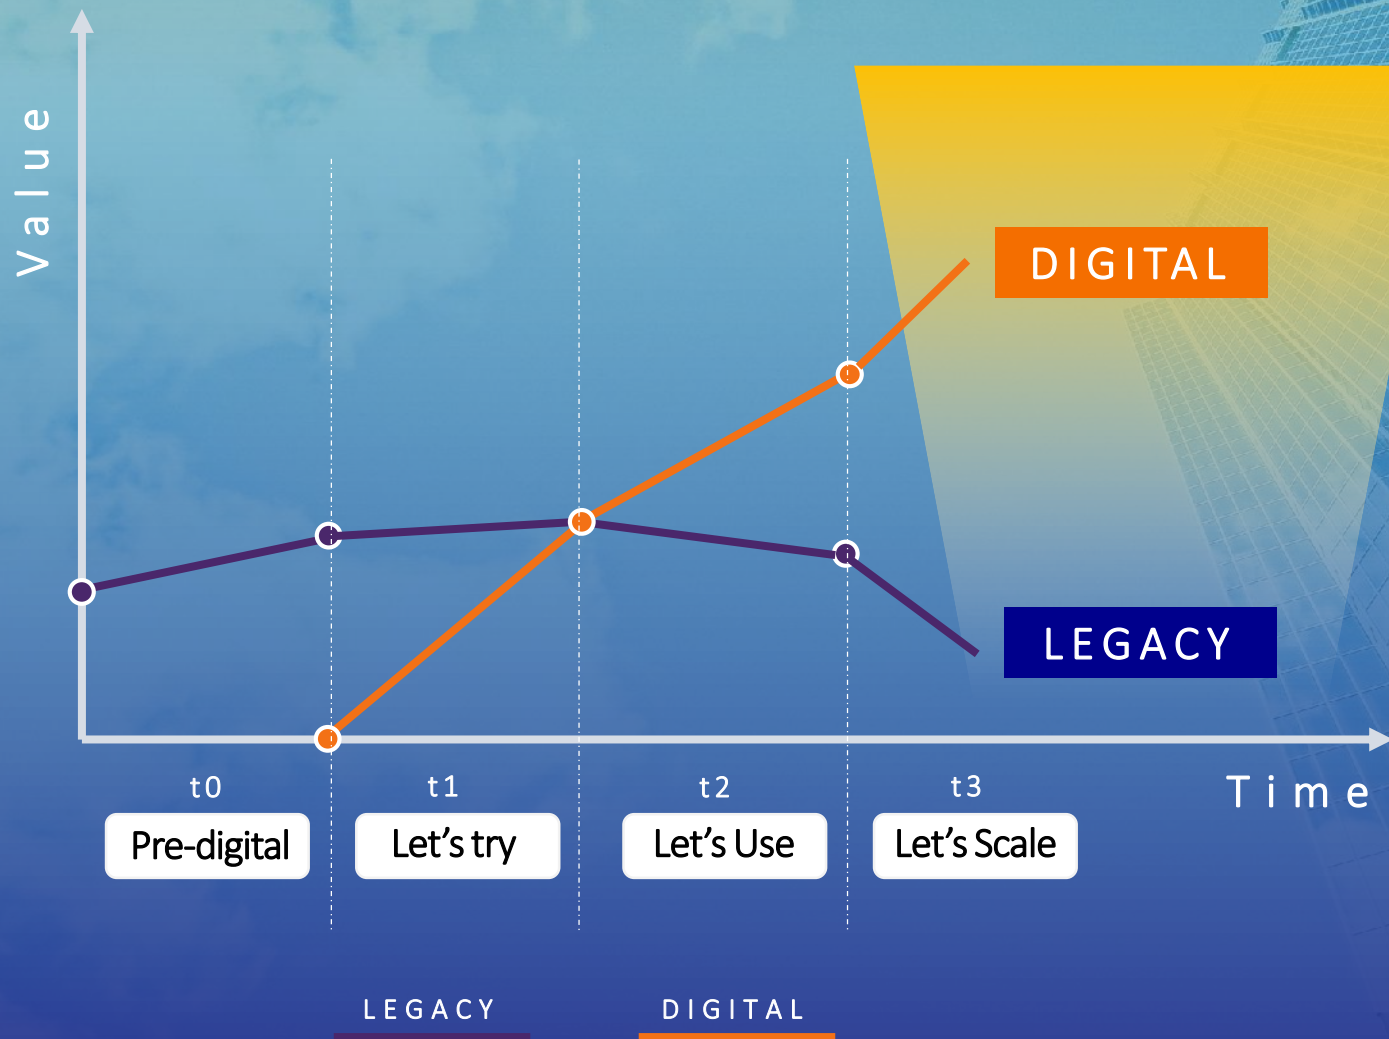 Value
DIGITAL
LEGACY
t0
t1
t2
t3
Time
Pre-digital
Let’s try
Let’s Use
Let’s Scale
LEGACY
DIGITAL